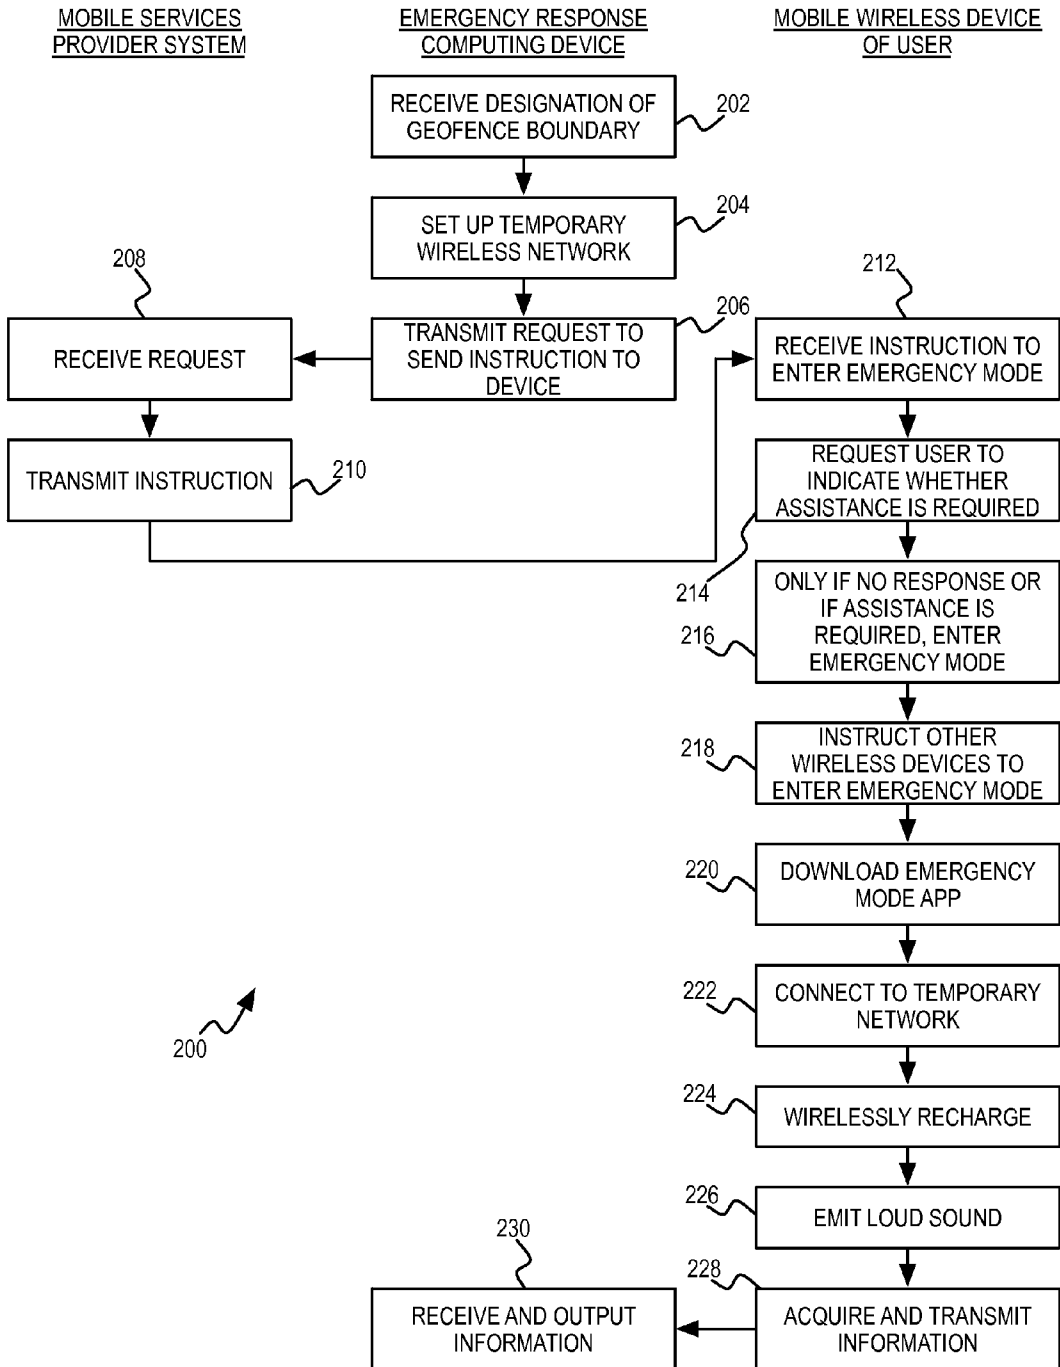 MOBILE SERVICES
PROVIDER SYSTEM
EMERGENCY RESPONSE
COMPUTING DEVICE
MOBILE WIRELESS DEVICE
OF USER
RECEIVE DESIGNATION OF
GEOFENCE BOUNDARY
202
SET UP TEMPORARY
WIRELESS NETWORK
204
TRANSMIT REQUEST TO
SEND INSTRUCTION TO
DEVICE
206
208
RECEIVE REQUEST
TRANSMIT INSTRUCTION
210
212
RECEIVE INSTRUCTION TO
ENTER EMERGENCY MODE
REQUEST USER TO
INDICATE WHETHER
ASSISTANCE IS REQUIRED
214
ONLY IF NO RESPONSE OR
IF ASSISTANCE IS
REQUIRED, ENTER
EMERGENCY MODE
216
INSTRUCT OTHER
WIRELESS DEVICES TO
ENTER EMERGENCY MODE
218
DOWNLOAD EMERGENCY
MODE APP
220
CONNECT TO TEMPORARY
NETWORK
222
200
WIRELESSLY RECHARGE
224
EMIT LOUD SOUND
226
228
ACQUIRE AND TRANSMIT
INFORMATION
230
RECEIVE AND OUTPUT
INFORMATION